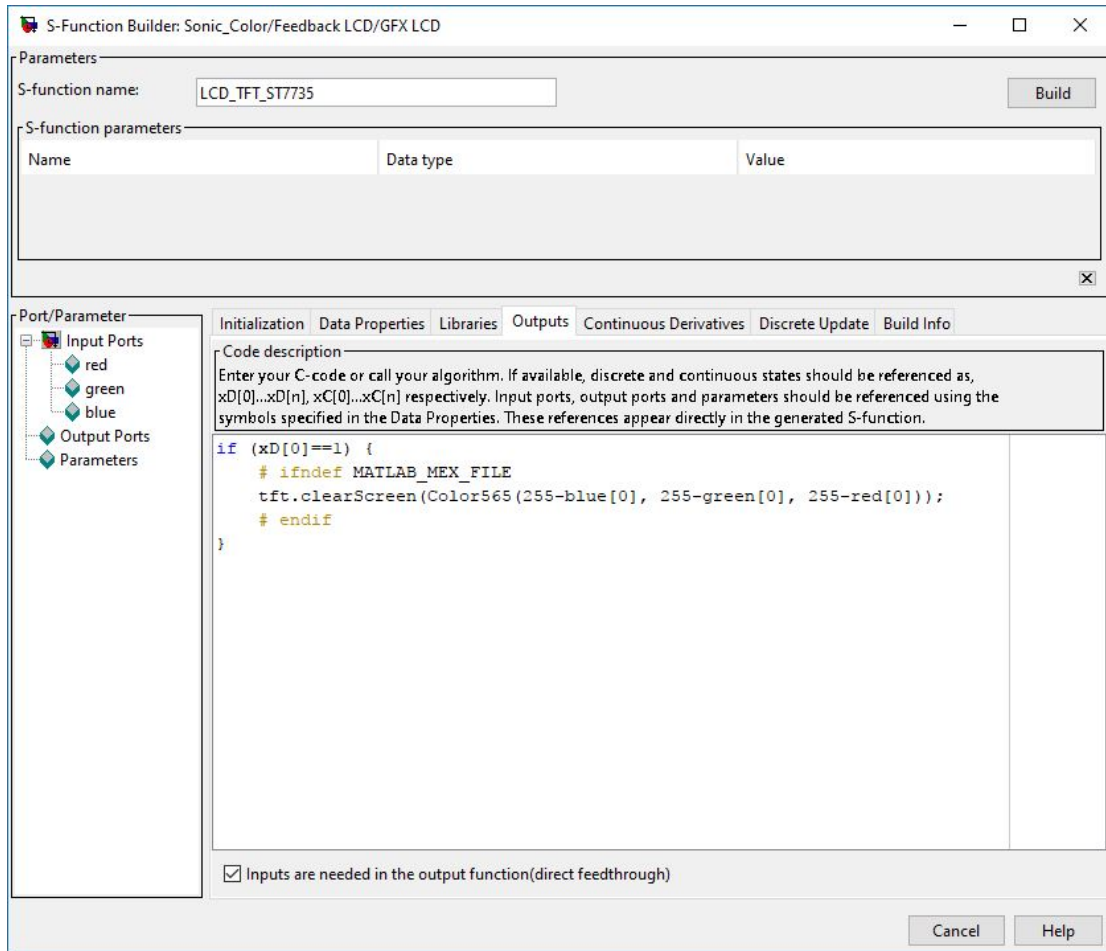 S-Function Builder: Sonic_Color/Feedback LCD/GFX LCD
Parameters
S-function name: LCD_TFT_ST7735 Build
S-function parameters
Name Data type Value
Port/Parameter
Input Ports
red
green
blue
Output Ports
Parameters
Initialization Data Properties Libraries Outputs Continuous Derivatives Discrete Update Build Info
Code description
Enter your C-code or call your algorithm. If available, discrete and continuous states should be referenced as,
xD[0]...xD[n], xC[0]...xC[n] respectively. Input ports, output ports and parameters should be referenced using the
symbols specified in the Data Properties. These references appear directly in the generated S-function.
if (xD[0]==1) {
    # ifndef MATLAB_MEX_FILE
    tft.clearScreen(Color565(255-blue[0], 255-green[0], 255-red[0]));
    # endif
}
Inputs are needed in the output function(direct feedthrough)
Cancel Help